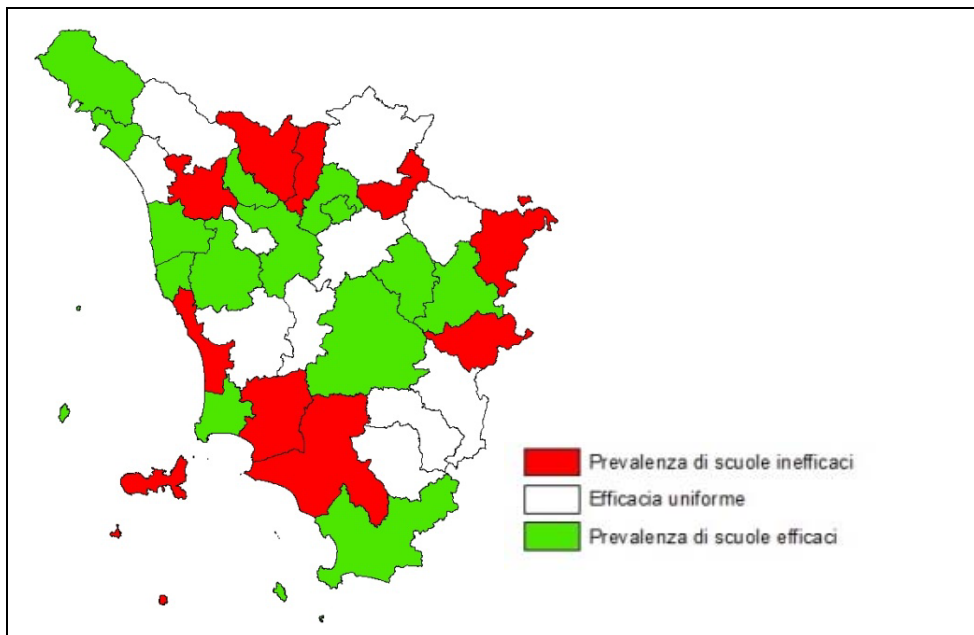 Prevalenza di scuole inefficaci
Efficacia uniforme
Prevalenza di scuole efficaci